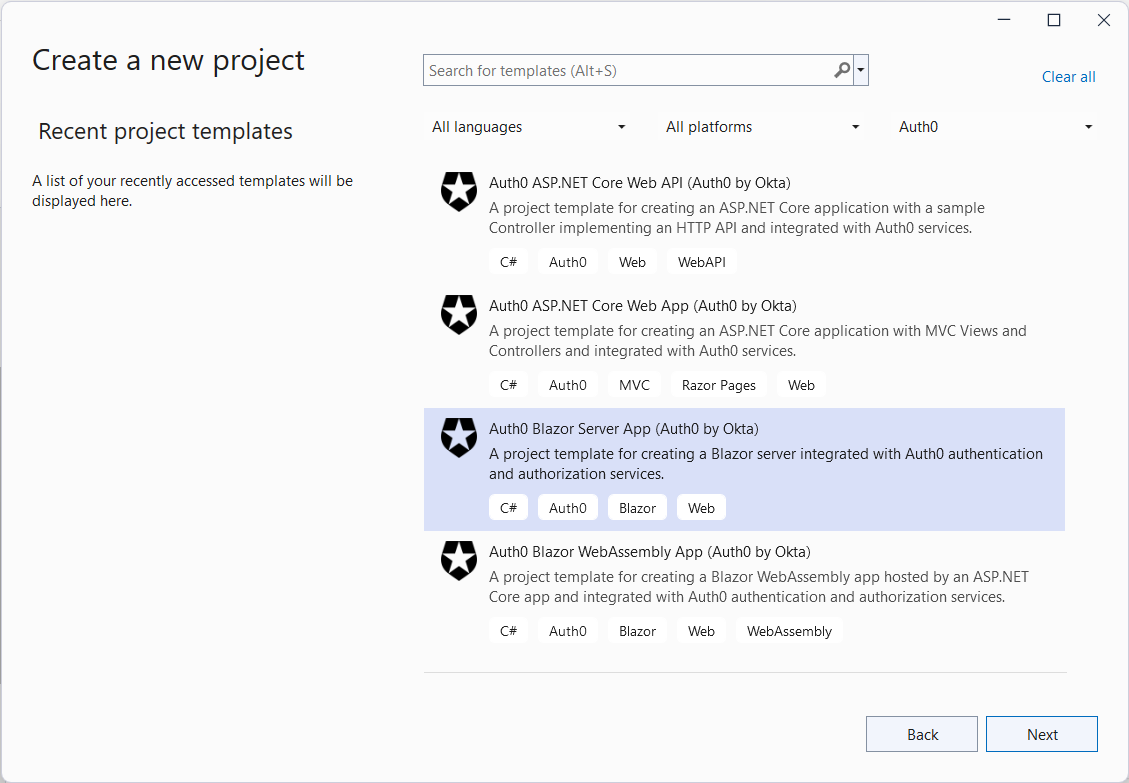 Create a new project
Search for templates (Alt+S)
Clear all
Recent project templates
All languages
All platforms
Auth0
A list of your recently accessed templates will be
displayed here.
Auth0 ASP.NET Core Web API (Auth0 by Okta)
A project template for creating an ASP.NET Core application with a sample
Controller implementing an HTTP API and integrated with Auth0 services.
C# Auth0 Web WebAPI
Auth0 ASP.NET Core Web App (Auth0 by Okta)
A project template for creating an ASP.NET Core application with MVC Views and
Controllers and integrated with Auth0 services.
C# Auth0 MVC Razor Pages Web
Auth0 Blazor Server App (Auth0 by Okta)
A project template for creating a Blazor server integrated with Auth0 authentication
and authorization services.
C# Auth0 Blazor Web
Auth0 Blazor WebAssembly App (Auth0 by Okta)
A project template for creating a Blazor WebAssembly app hosted by an ASP.NET
Core app and integrated with Auth0 authentication and authorization services.
C# Auth0 Blazor Web WebAssembly
Back
Next